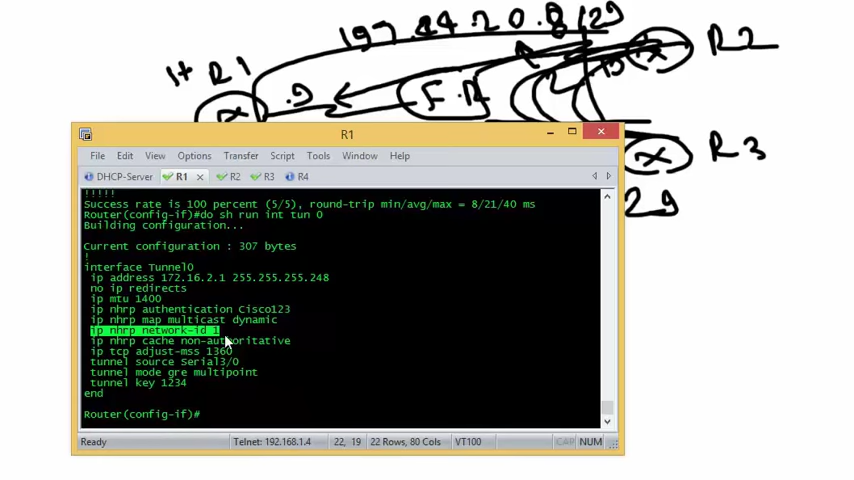 197.44.20.8/29
R1
.9
F.R
R2
R3
29
R1
File Edit View Options Transfer Script Tools Window Help
DHCP-Server R1 R2 R3 R4
!!!!!
Success rate is 100 percent (5/5), round-trip min/avg/max = 8/21/40 ms
Router(config-if)#do sh run int tun 0
Building configuration...
Current configuration : 307 bytes
!
interface Tunnel0
ip address 172.16.2.1 255.255.255.248
no ip redirects
ip mtu 1400
ip nhrp authentication Cisco123
ip nhrp map multicast dynamic
ip nhrp network-id 1
ip nhrp cache non-authoritative
ip tcp adjust-mss 1360
tunnel source Serial3/0
tunnel mode gre multipoint
tunnel key 1234
end
Router(config-if)#
Ready Telnet: 192.168.1.4 22, 19 22 Rows, 80 Cols VT100 CAP NUM